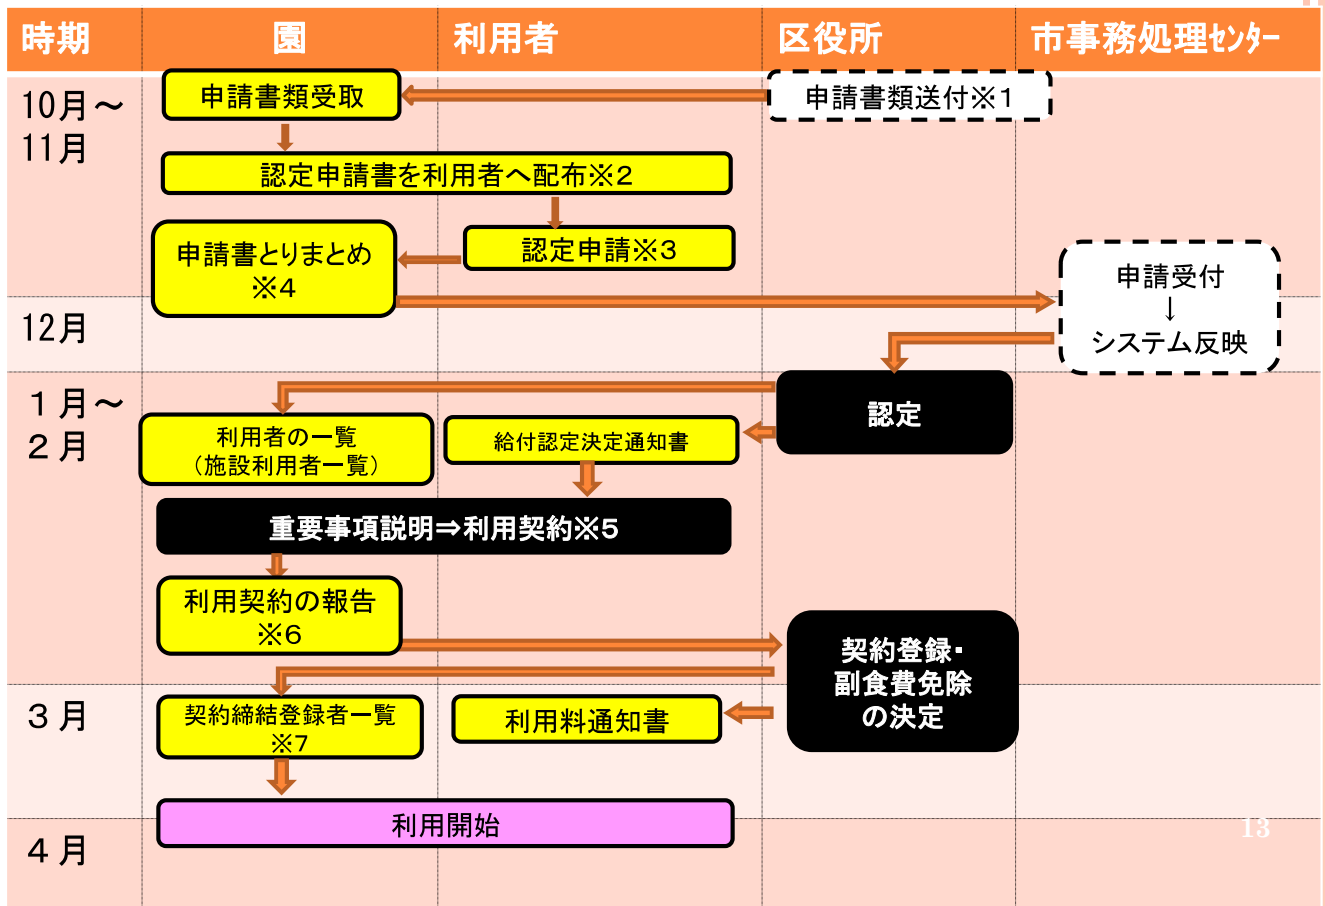 時期
園
利用者
区役所
市事務処理ｾﾝﾀｰ
10月～
11月
申請書類受取
申請書類送付※１
認定申請書を利用者へ配布※２
認定申請※３
申請書とりまとめ
※４
申請受付
↓
システム反映
12月
１月～
２月
認定
利用者の一覧
（施設利用者一覧）
給付認定決定通知書
重要事項説明⇒利用契約※５
利用契約の報告
※６
契約登録・
副食費免除
の決定
３月
契約締結登録者一覧
※７
利用料通知書
利用開始
４月
13